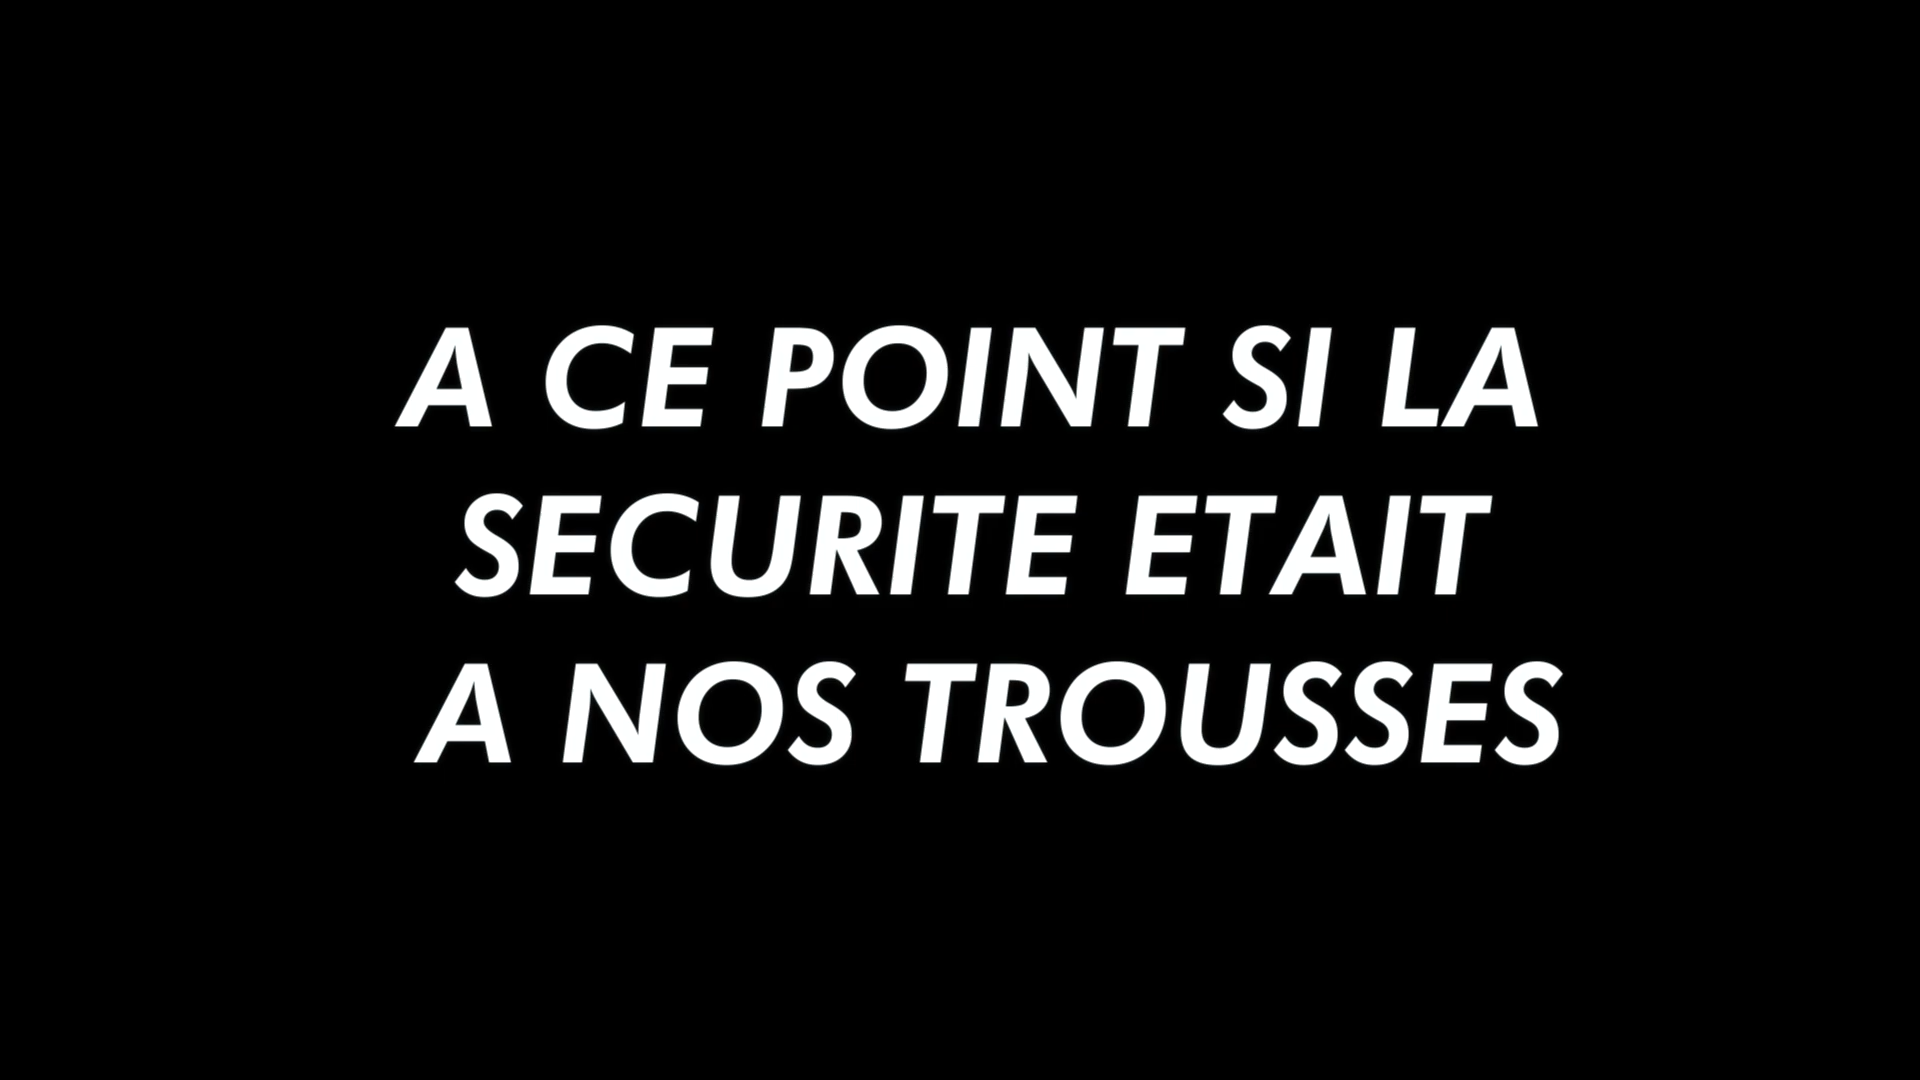 A CE POINT SI LA
SECURITE ETAIT
A NOS TROUSSES